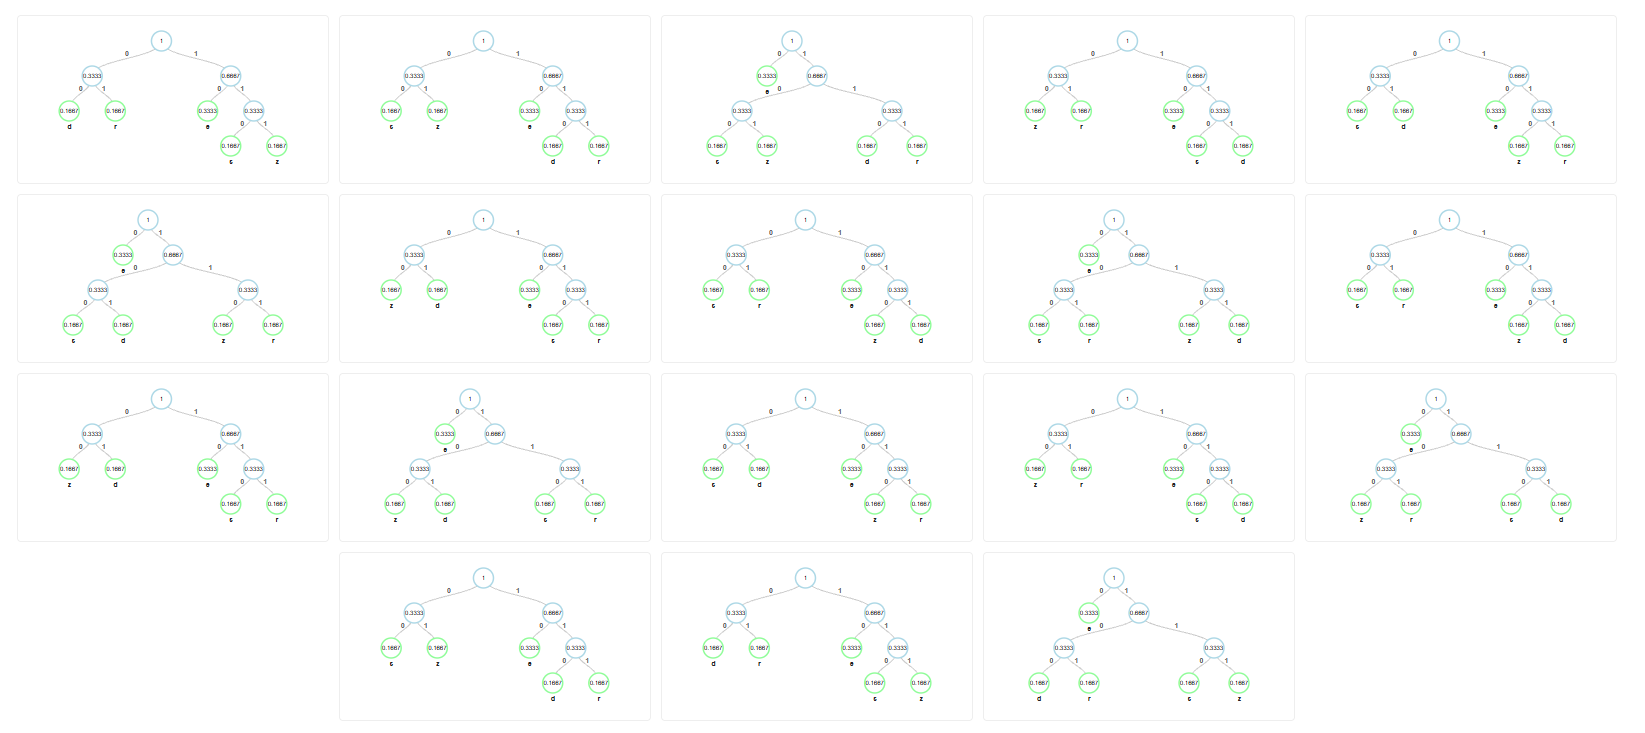 1
0 1
0.3333 0.6667
0 1 0 1
0.1667 0.1667 0.3333 0.3333
d r e 0 1
0.1667 0.1667
s z
1
0 1
0.3333 0.6667
0 1 0 1
0.1667 0.1667 0.3333 0.3333
s z e 0 1
0.1667 0.1667
d r
1
0 1
0.3333 0.6667
e 0 1
0.3333 0.3333
0 1 0 1
0.1667 0.1667 0.1667 0.1667
s z d r
1
0 1
0.3333 0.6667
0 1 0 1
0.1667 0.1667 0.3333 0.3333
z r e 0 1
0.1667 0.1667
s d
1
0 1
0.3333 0.6667
0 1 0 1
0.1667 0.1667 0.3333 0.3333
s d e 0 1
0.1667 0.1667
z r
1
0 1
0.3333 0.6667
e 0 1
0.3333 0.3333
0 1 0 1
0.1667 0.1667 0.1667 0.1667
s d z r
1
0 1
0.3333 0.6667
0 1 0 1
0.1667 0.1667 0.3333 0.3333
z d e 0 1
0.1667 0.1667
s r
1
0 1
0.3333 0.6667
0 1 0 1
0.1667 0.1667 0.3333 0.3333
s r e 0 1
0.1667 0.1667
z d
1
0 1
0.3333 0.6667
e 0 1
0.3333 0.3333
0 1 0 1
0.1667 0.1667 0.1667 0.1667
s r z d
1
0 1
0.3333 0.6667
0 1 0 1
0.1667 0.1667 0.3333 0.3333
s r e 0 1
0.1667 0.1667
z d
1
0 1
0.3333 0.6667
0 1 0 1
0.1667 0.1667 0.3333 0.3333
z d e 0 1
0.1667 0.1667
s r
1
0 1
0.3333 0.6667
e 0 1
0.3333 0.3333
0 1 0 1
0.1667 0.1667 0.1667 0.1667
z d s r
1
0 1
0.3333 0.6667
0 1 0 1
0.1667 0.1667 0.3333 0.3333
s d e 0 1
0.1667 0.1667
z r
1
0 1
0.3333 0.6667
0 1 0 1
0.1667 0.1667 0.3333 0.3333
z r e 0 1
0.1667 0.1667
s d
1
0 1
0.3333 0.6667
e 0 1
0.3333 0.3333
0 1 0 1
0.1667 0.1667 0.1667 0.1667
z r s d
1
0 1
0.3333 0.6667
0 1 0 1
0.1667 0.1667 0.3333 0.3333
s z e 0 1
0.1667 0.1667
d r
1
0 1
0.3333 0.6667
0 1 0 1
0.1667 0.1667 0.3333 0.3333
d r e 0 1
0.1667 0.1667
s z
1
0 1
0.3333 0.6667
e 0 1
0.3333 0.3333
0 1 0 1
0.1667 0.1667 0.1667 0.1667
d r s z